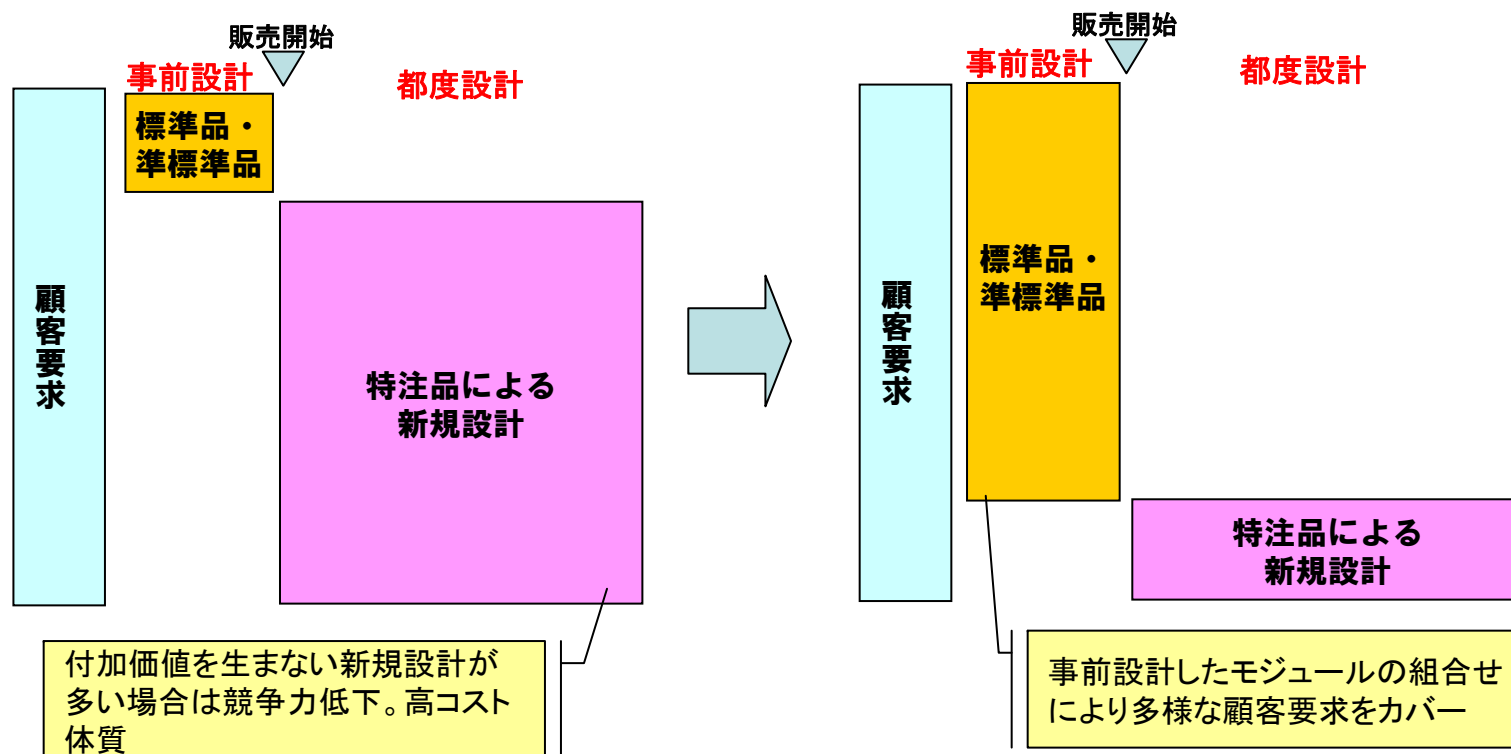 販売開始
事前設計
都度設計
標準品・
準標準品
顧客要求
特注品による
新規設計
付加価値を生まない新規設計が
多い場合は競争力低下。高コスト
体質
販売開始
事前設計
都度設計
標準品・
準標準品
顧客要求
特注品による
新規設計
事前設計したモジュールの組合せ
により多様な顧客要求をカバー